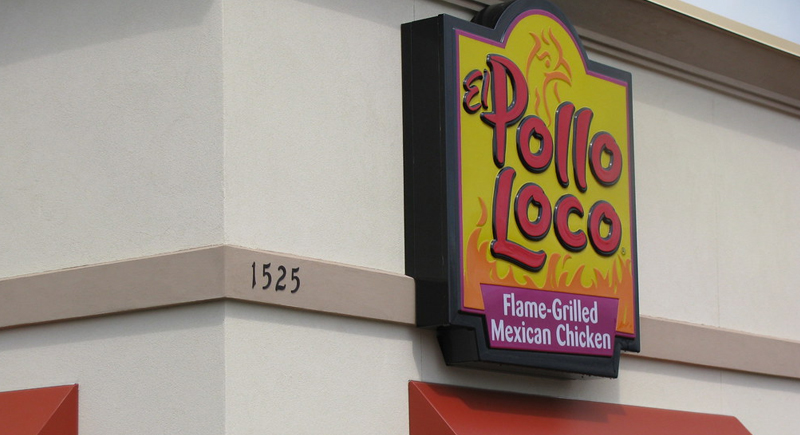 El Pollo
Loco
Flame-Grilled
Mexican Chicken
1525